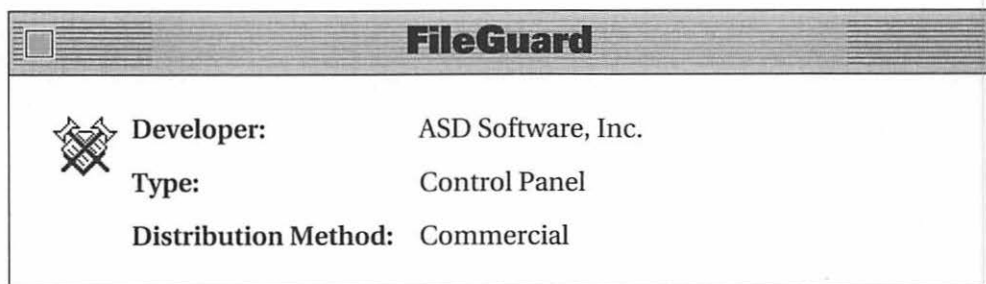 FileGuard
Developer: ASD Software, Inc.
Type: Control Panel
Distribution Method: Commercial